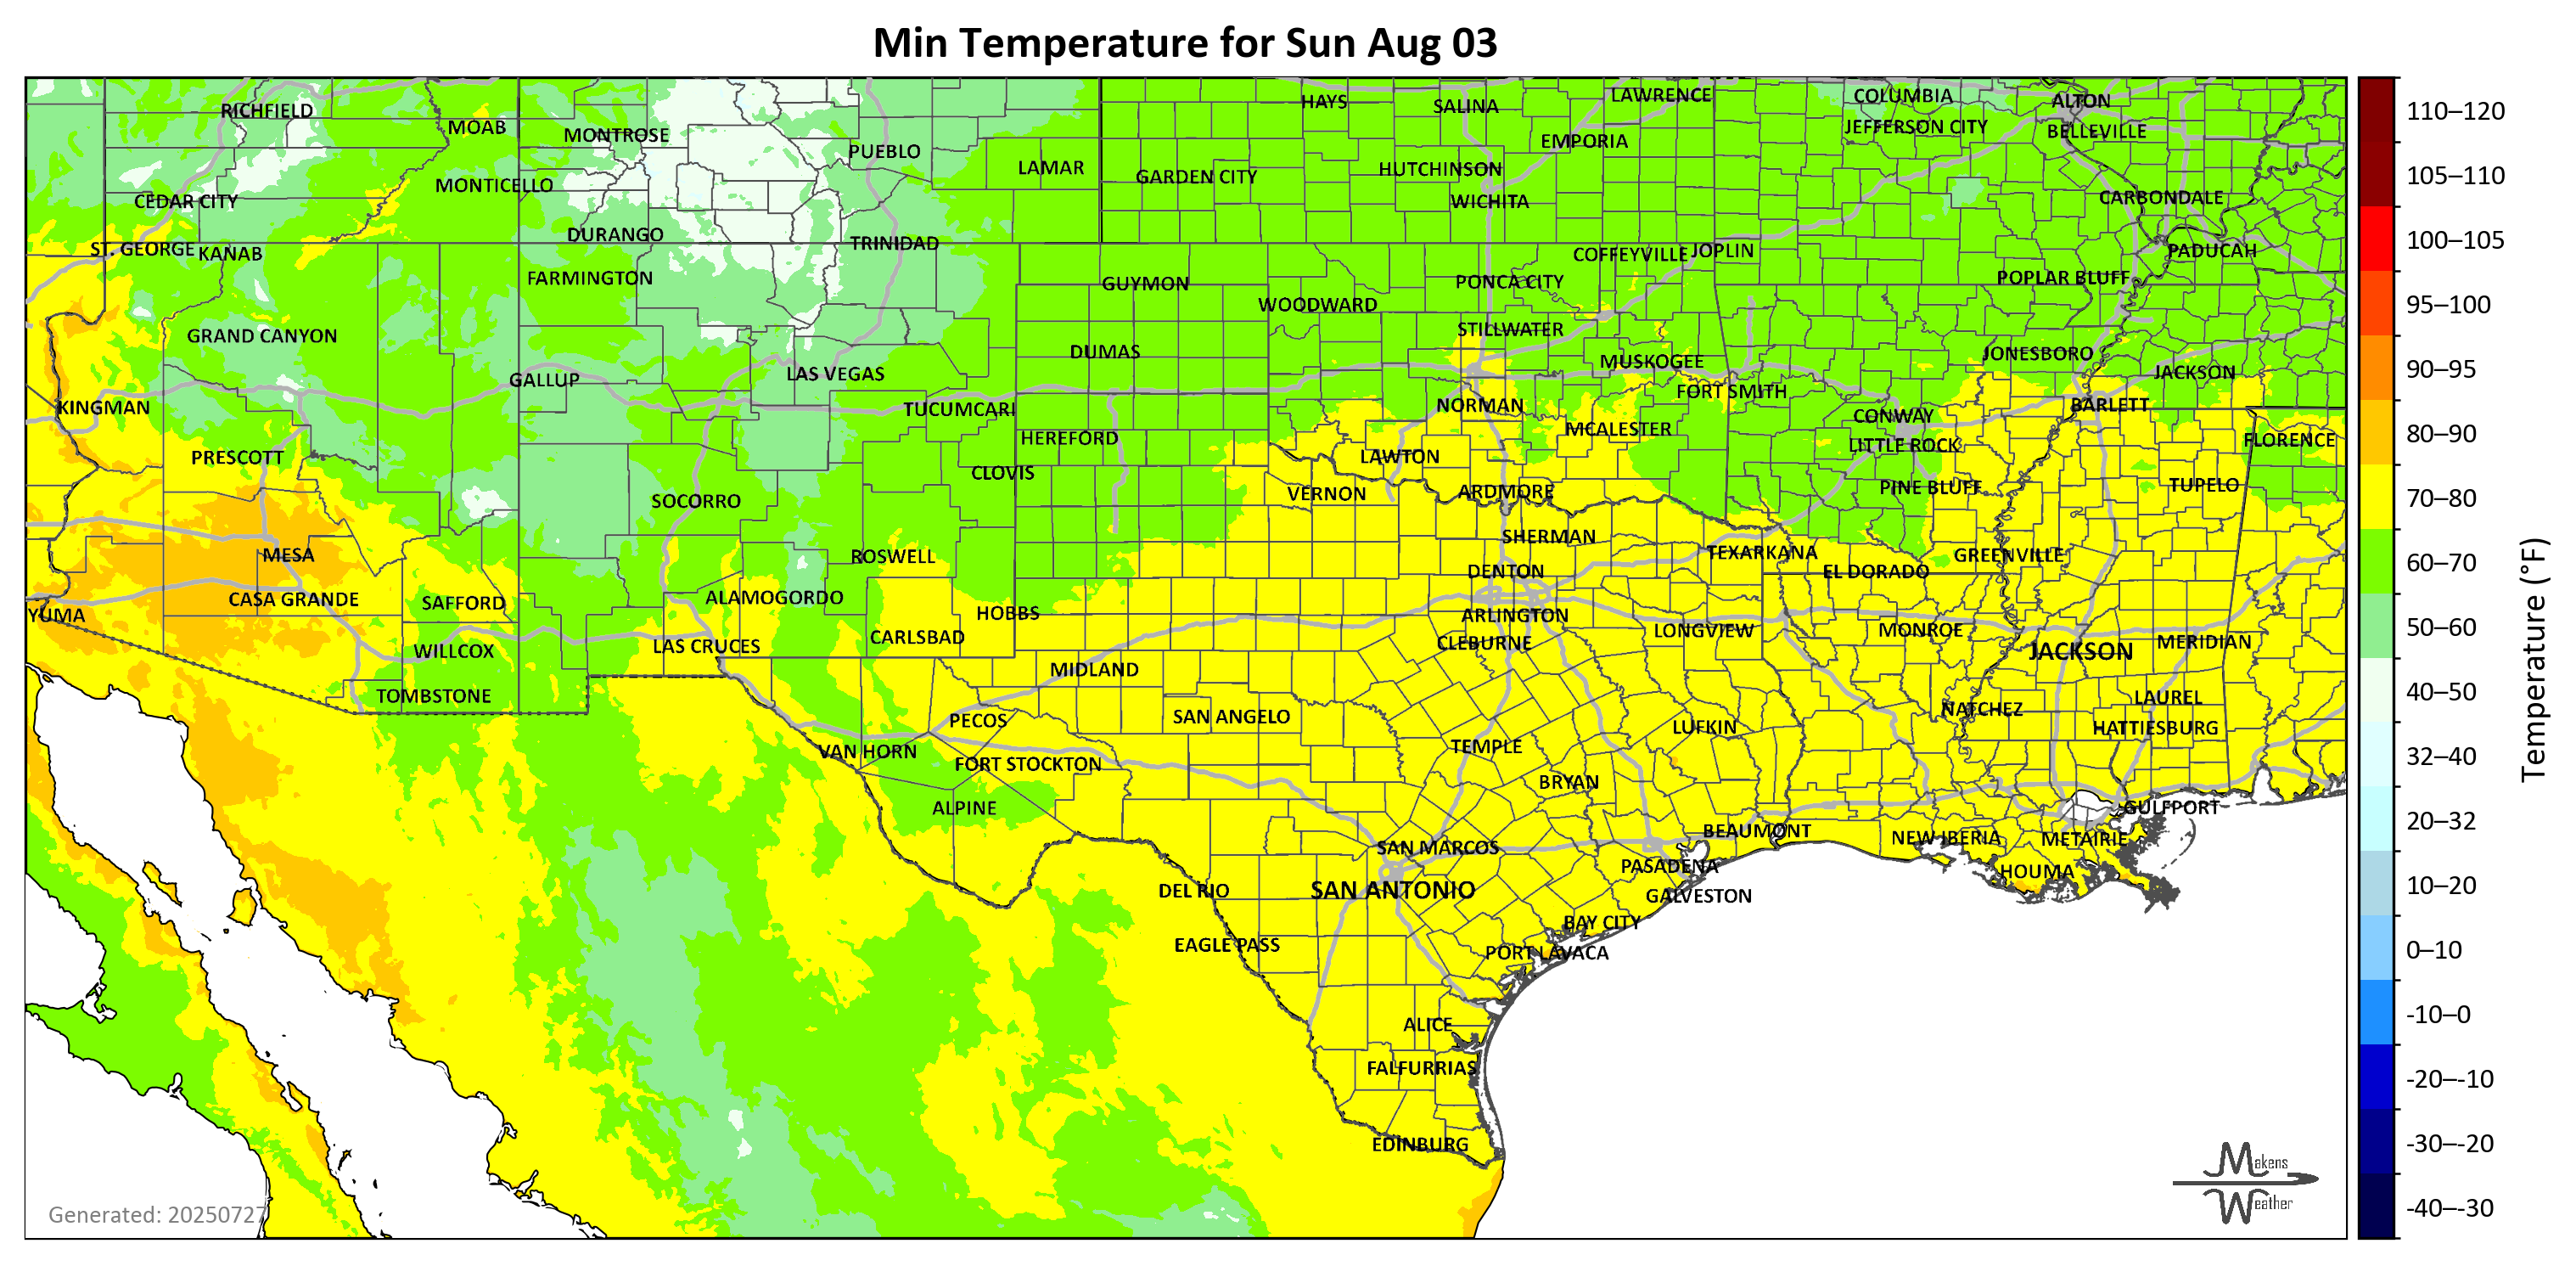 Min Temperature for Sun Aug 03
RICHFIELD
MOAB
MONTROSE
PUEBLO
LAMAR
HAYS
SALINA
LAWRENCE
COLUMBIA
ALTON
EMPORIA
JEFFERSON CITY
BELLEVILLE
GARDEN CITY
HUTCHINSON
WICHITA
CARBONDALE
CEDAR CITY
MONTICELLO
DURANGO
TRINIDAD
ST. GEORGE
KANAB
FARMINGTON
GUYMON
WOODWARD
PONCA CITY
COFFEYVILLE
JOPLIN
POPLAR BLUFF
PADUCAH
GRAND CANYON
GALLUP
LAS VEGAS
DUMAS
STILLWATER
MUSKOGEE
FORT SMITH
JONESBORO
JACKSON
KINGMAN
TUCUMCARI
NORMAN
CONWAY
BARLETT
PRESCOTT
HEREFORD
CLOVIS
LAWTON
MCALESTER
LITTLE ROCK
FLORENCE
SOCORRO
VERNON
ARDMORE
PINE BLUFF
TUPELO
MESA
ROSWELL
SHERMAN
TEXARKANA
GREENVILLE
CASA GRANDE
SAFFORD
ALAMOGORDO
HOBBS
DENTON
EL DORADO
YUMA
ARLINGTON
WILLCOX
LAS CRUCES
CARLSBAD
CLEBURNE
LONGVIEW
MONROE
JACKSON
MERIDIAN
TOMBSTONE
MIDLAND
PECOS
SAN ANGELO
LUFKIN
NATCHEZ
LAUREL
HATTIESBURG
VAN HORN
FORT STOCKTON
TEMPLE
BRYAN
ALPINE
BEAUMONT
NEW IBERIA
METAIRIE
GULFPORT
SAN MARCOS
PASADENA
HOUMA
DEL RIO
SAN ANTONIO
GALVESTON
BAY CITY
EAGLE PASS
PORT LAVACA
ALICE
FALFURRIAS
EDINBURG
Generated: 20250727
Makens
Weather
110–120
105–110
100–105
95–100
90–95
80–90
70–80
60–70
50–60
40–50
32–40
20–32
10–20
0–10
-10–0
-20–-10
-30–-20
-40–-30
Temperature (°F)